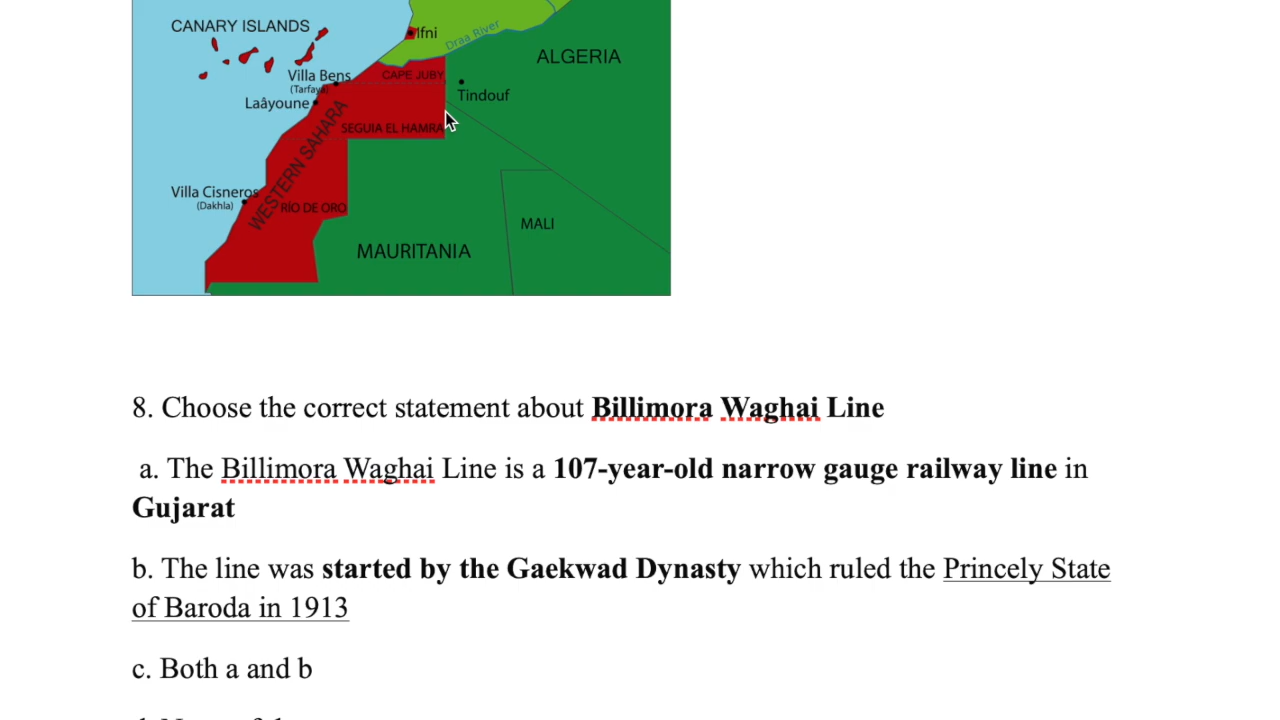 CANARY ISLANDS
Ifni
Draa River
ALGERIA
Villa Bens
(Tarfaya)
CAPE JUBY
Tindouf
Laâyoune
SEGUIA EL HAMRA
WESTERN SAHARA
Villa Cisneros
(Dakhla)
RÍO DE ORO
MALI
MAURITANIA
8. Choose the correct statement about Billimora Waghai Line
a. The Billimora Waghai Line is a 107-year-old narrow gauge railway line in
Gujarat
b. The line was started by the Gaekwad Dynasty which ruled the Princely State
of Baroda in 1913
c. Both a and b